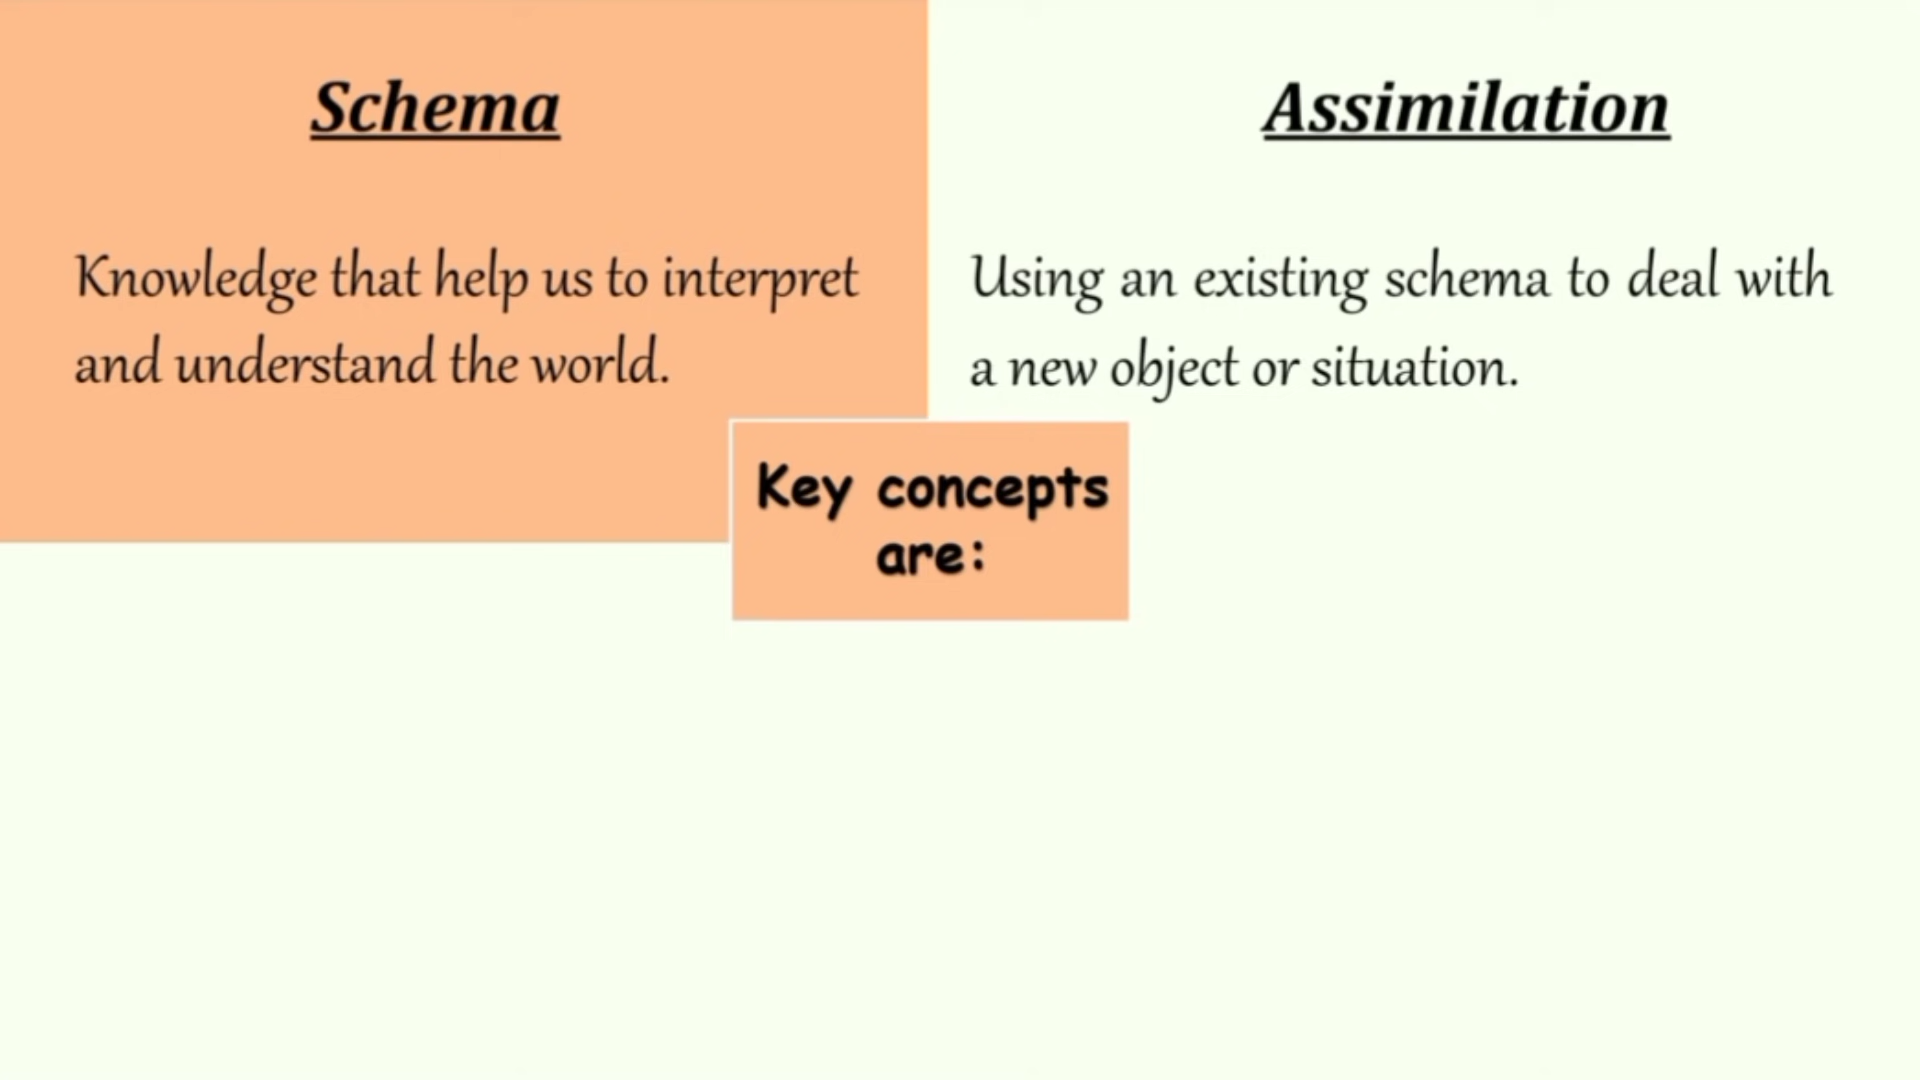 Schema
Knowledge that help us to interpret
and understand the world.
Assimilation
Using an existing schema to deal with
a new object or situation.
Key concepts
are: